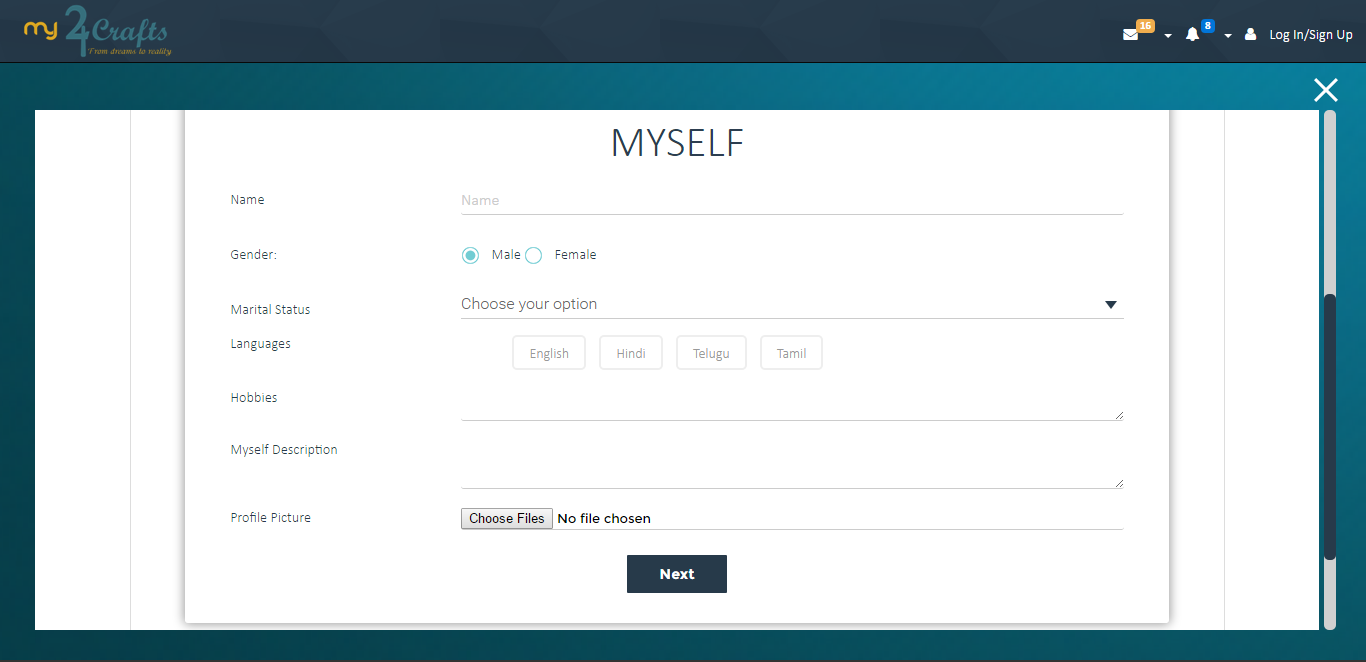 my 24Crafts
From dreams to reality
16
8
Log In/Sign Up
MYSELF
Name
Name
Gender:
Male
Female
Marital Status
Choose your option
Languages
English
Hindi
Telugu
Tamil
Hobbies
Myself Description
Profile Picture
Choose Files No file chosen
Next